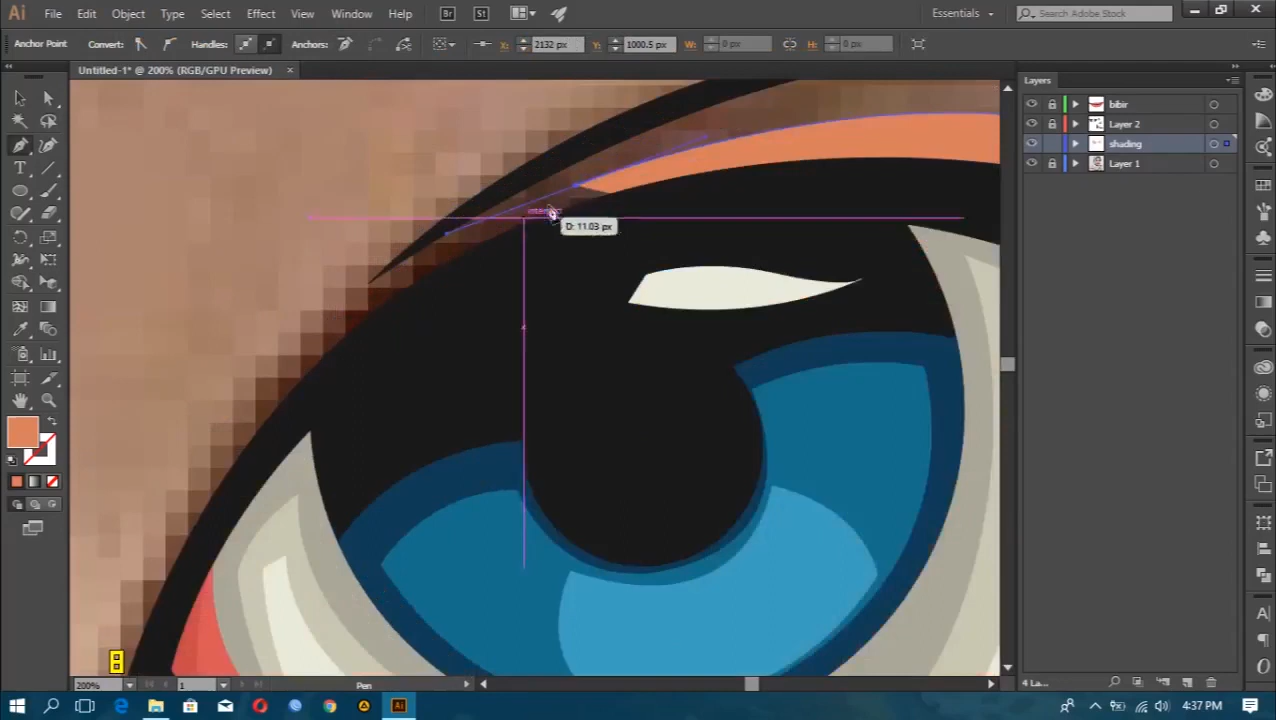 Ai File Edit Object Type Select Effect View Window Help Br St Essentials Search Adobe Stock
Anchor Point Convert: Handles: Anchors: X: 2132 px Y: 1000.5 px W: 0 px H: 0 px
Untitled-1* @ 200% (RGB/GPU Preview) ×
Layers
bibir
Layer 2
shading
Layer 1
D: 11.03 px
200% 1 Pen
4 La...
4:37 PM